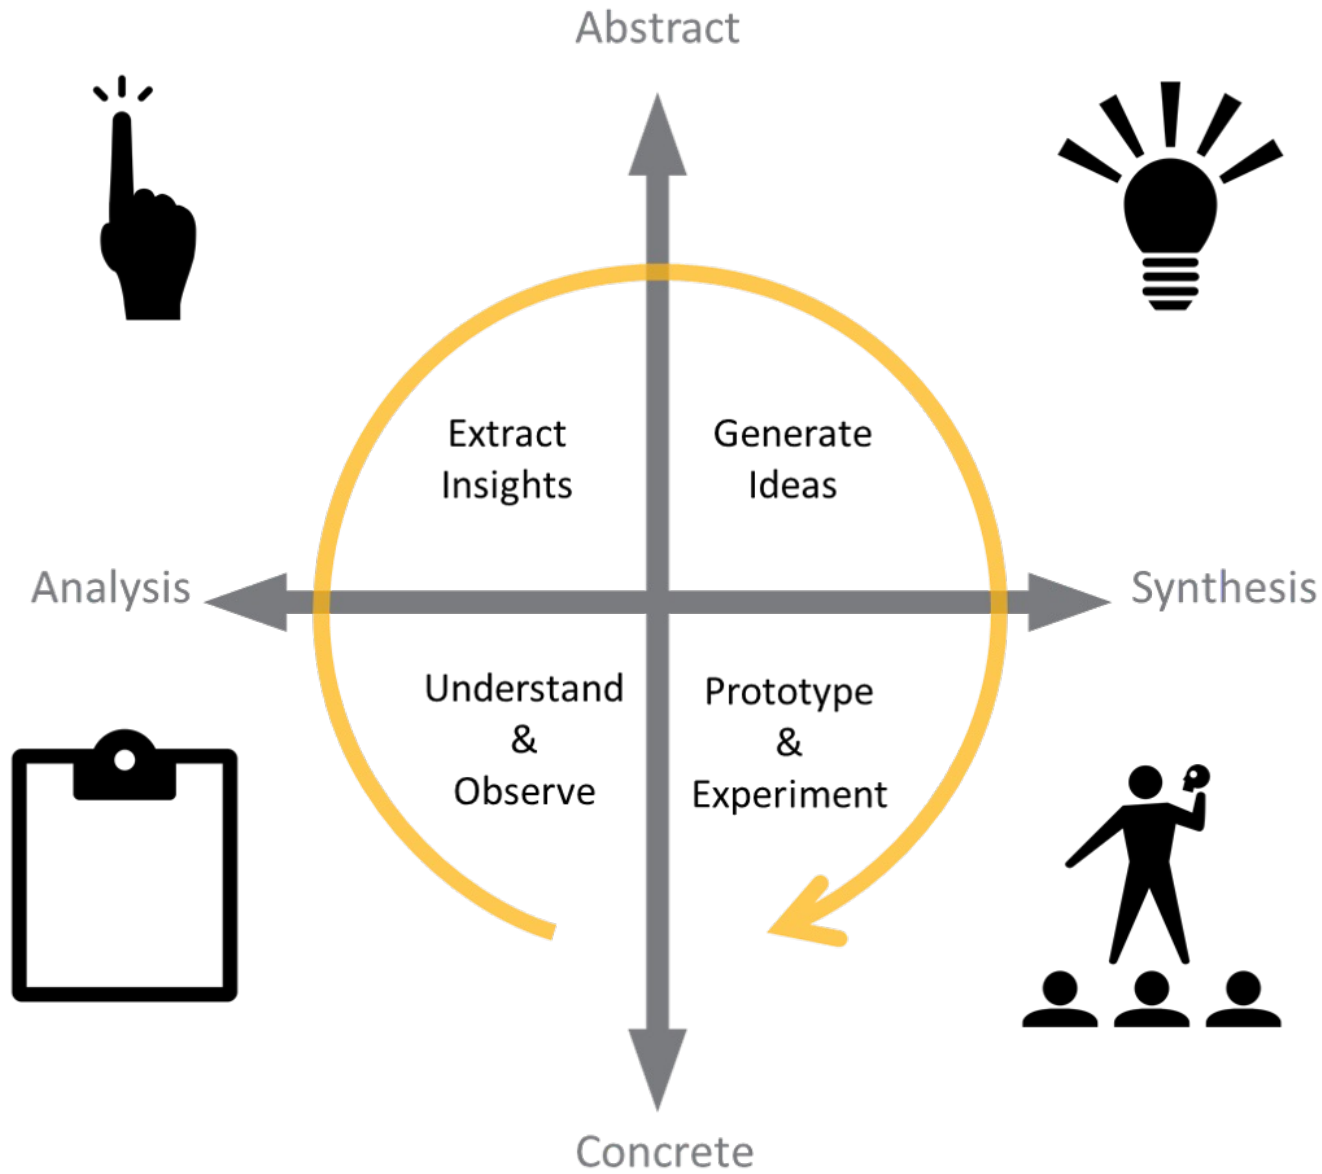 Abstract
Extract
Insights
Generate
Ideas
Analysis
Synthesis
Understand
&
Observe
Prototype
&
Experiment
Concrete